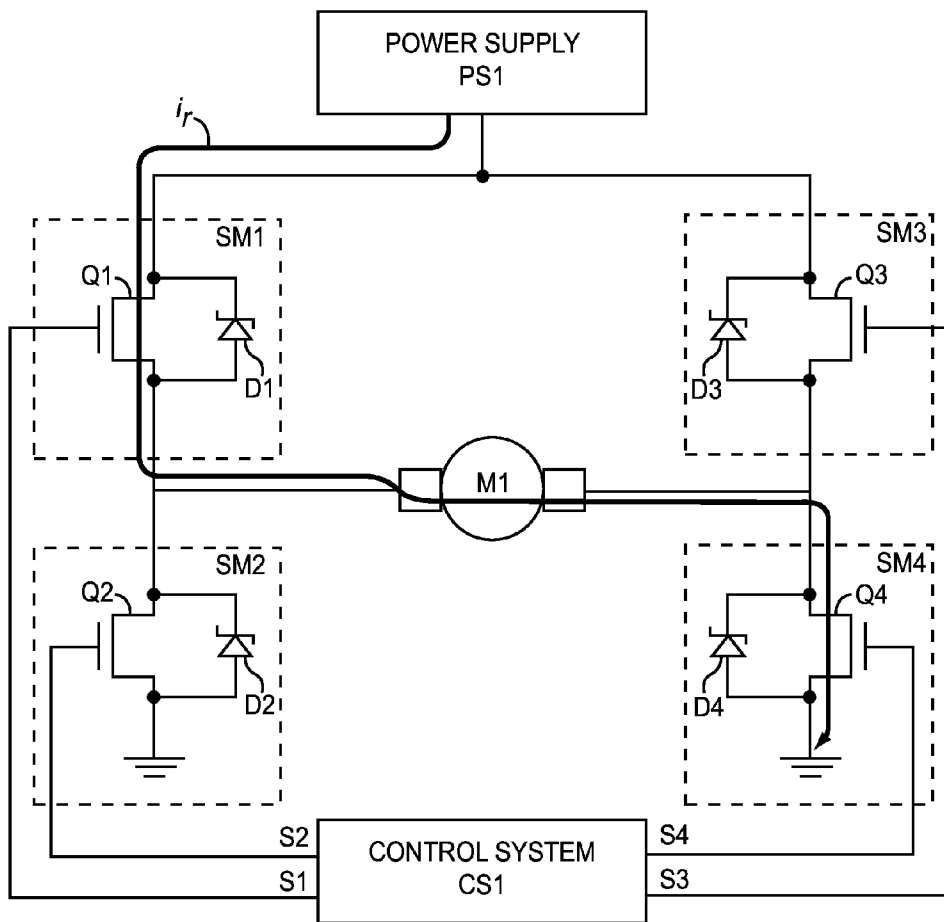 POWER SUPPLY
PS1
ir
SM1
SM3
Q1
Q3
D1
D3
M1
SM2
SM4
Q2
Q4
D2
D4
S2
S4
CONTROL SYSTEM
CS1
S1
S3